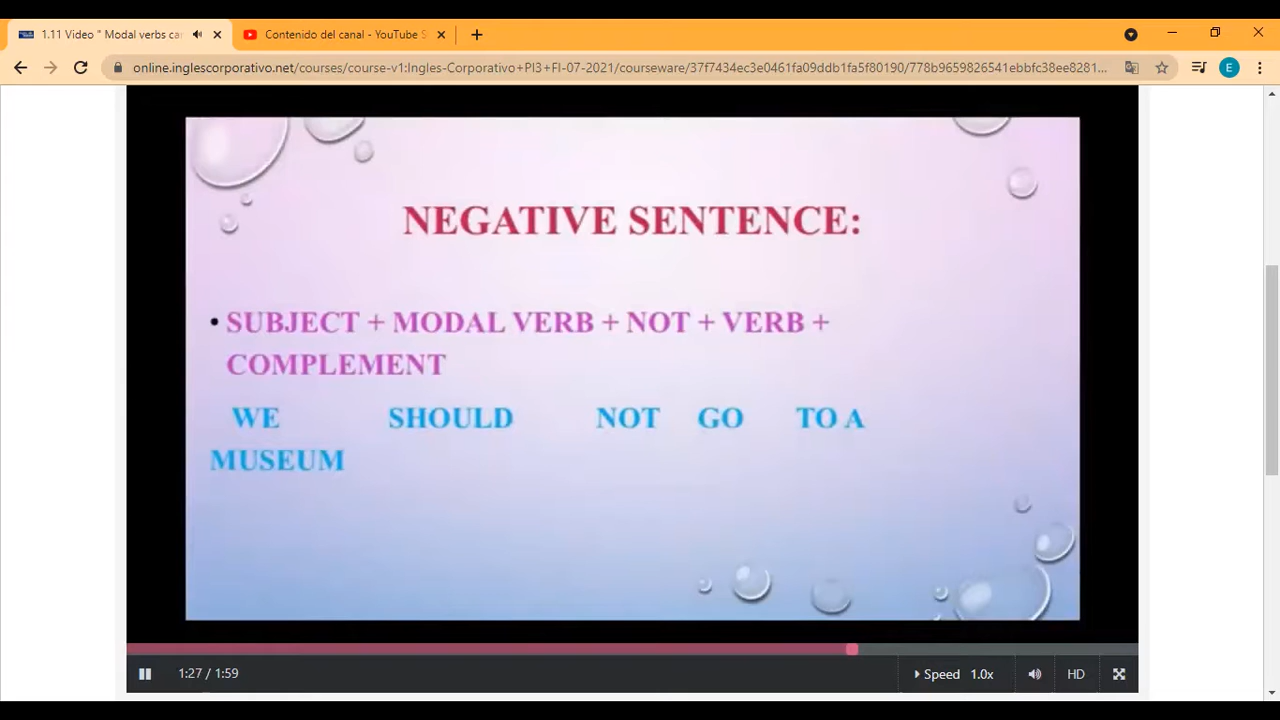 1.11 Video " Modal verbs ca
Contenido del canal - YouTube S
online.inglescorporativo.net/courses/course-v1:Ingles-Corporativo+PI3+FI-07-2021/courseware/37f7434ec3e0461fa09ddb1fa5f80190/778b9659826541ebbfc38ee8281...
E
NEGATIVE SENTENCE:
• SUBJECT + MODAL VERB + NOT + VERB +
COMPLEMENT
WE SHOULD NOT GO TO A
MUSEUM
1:27 / 1:59
Speed 1.0x
HD